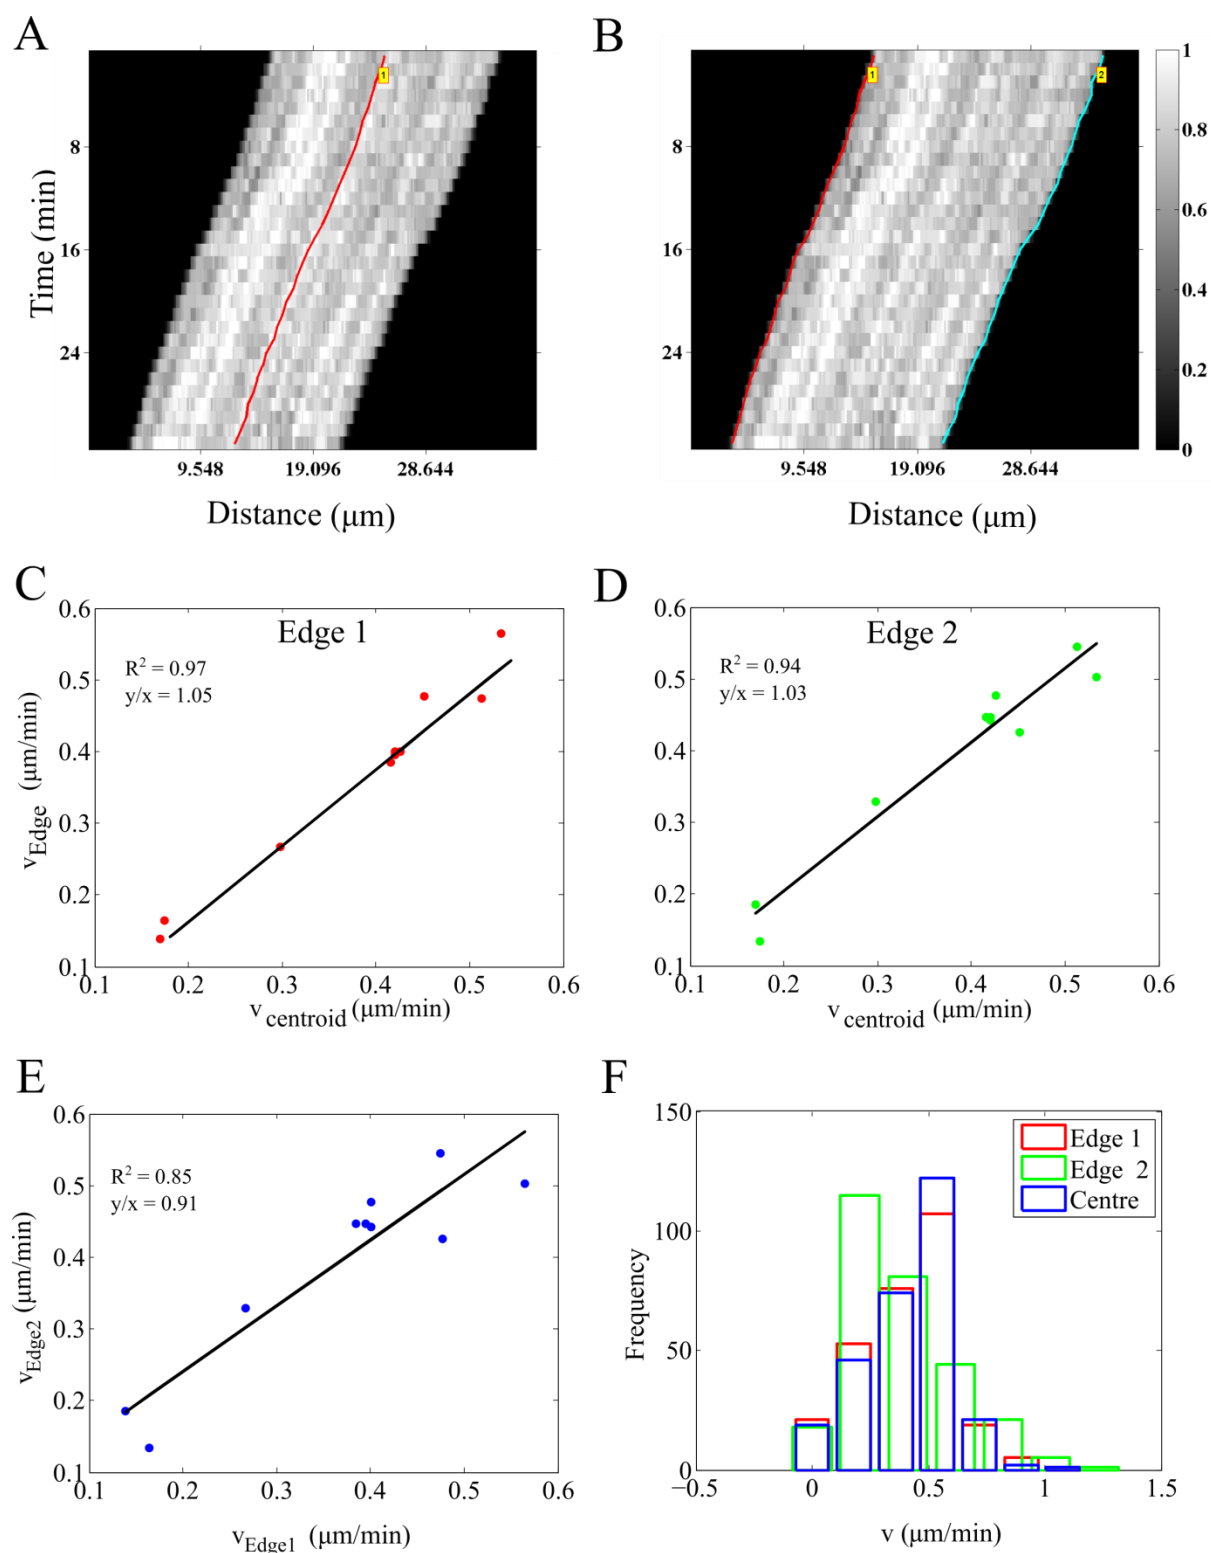 A
B
1
1
2
1
0.8
0.6
0.4
0.2
0
Time (min)
8
16
24
8
16
24
9.548 19.096 28.644
9.548 19.096 28.644
Distance (μm)
Distance (μm)
C
Edge 1
R² = 0.97
y/x = 1.05
0.6
0.5
0.4
0.3
0.2
0.1
v Edge (μm/min)
0.1 0.2 0.3 0.4 0.5 0.6
v centroid (μm/min)
D
Edge 2
R² = 0.94
y/x = 1.03
0.6
0.5
0.4
0.3
0.2
0.1
0.1 0.2 0.3 0.4 0.5 0.6
v centroid (μm/min)
E
R² = 0.85
y/x = 0.91
0.6
0.5
0.4
0.3
0.2
0.1
v Edge2 (μm/min)
0.1 0.2 0.3 0.4 0.5 0.6
v Edge1 (μm/min)
F
150
100
50
0
Frequency
Edge 1
Edge 2
Centre
−0.5 0 0.5 1 1.5
v (μm/min)